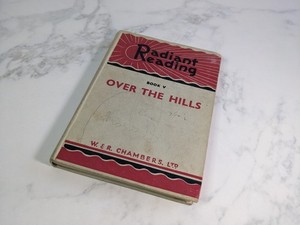 Radiant
Reading
BOOK V
OVER THE HILLS
W. & R. CHAMBERS, LTD